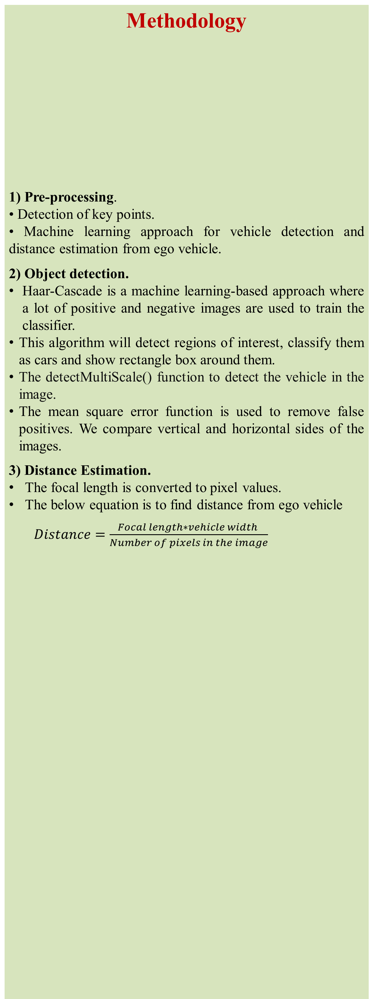 Methodology
1) Pre-processing.
• Detection of key points.
• Machine learning approach for vehicle detection and
distance estimation from ego vehicle.
2) Object detection.
• Haar-Cascade is a machine learning-based approach where
a lot of positive and negative images are used to train the
classifier.
• This algorithm will detect regions of interest, classify them
as cars and show rectangle box around them.
• The detectMultiScale() function to detect the vehicle in the
image.
• The mean square error function is used to remove false
positives. We compare vertical and horizontal sides of the
images.
3) Distance Estimation.
• The focal length is converted to pixel values.
• The below equation is to find distance from ego vehicle
Distance = Focal length*vehicle width / Number of pixels in the image